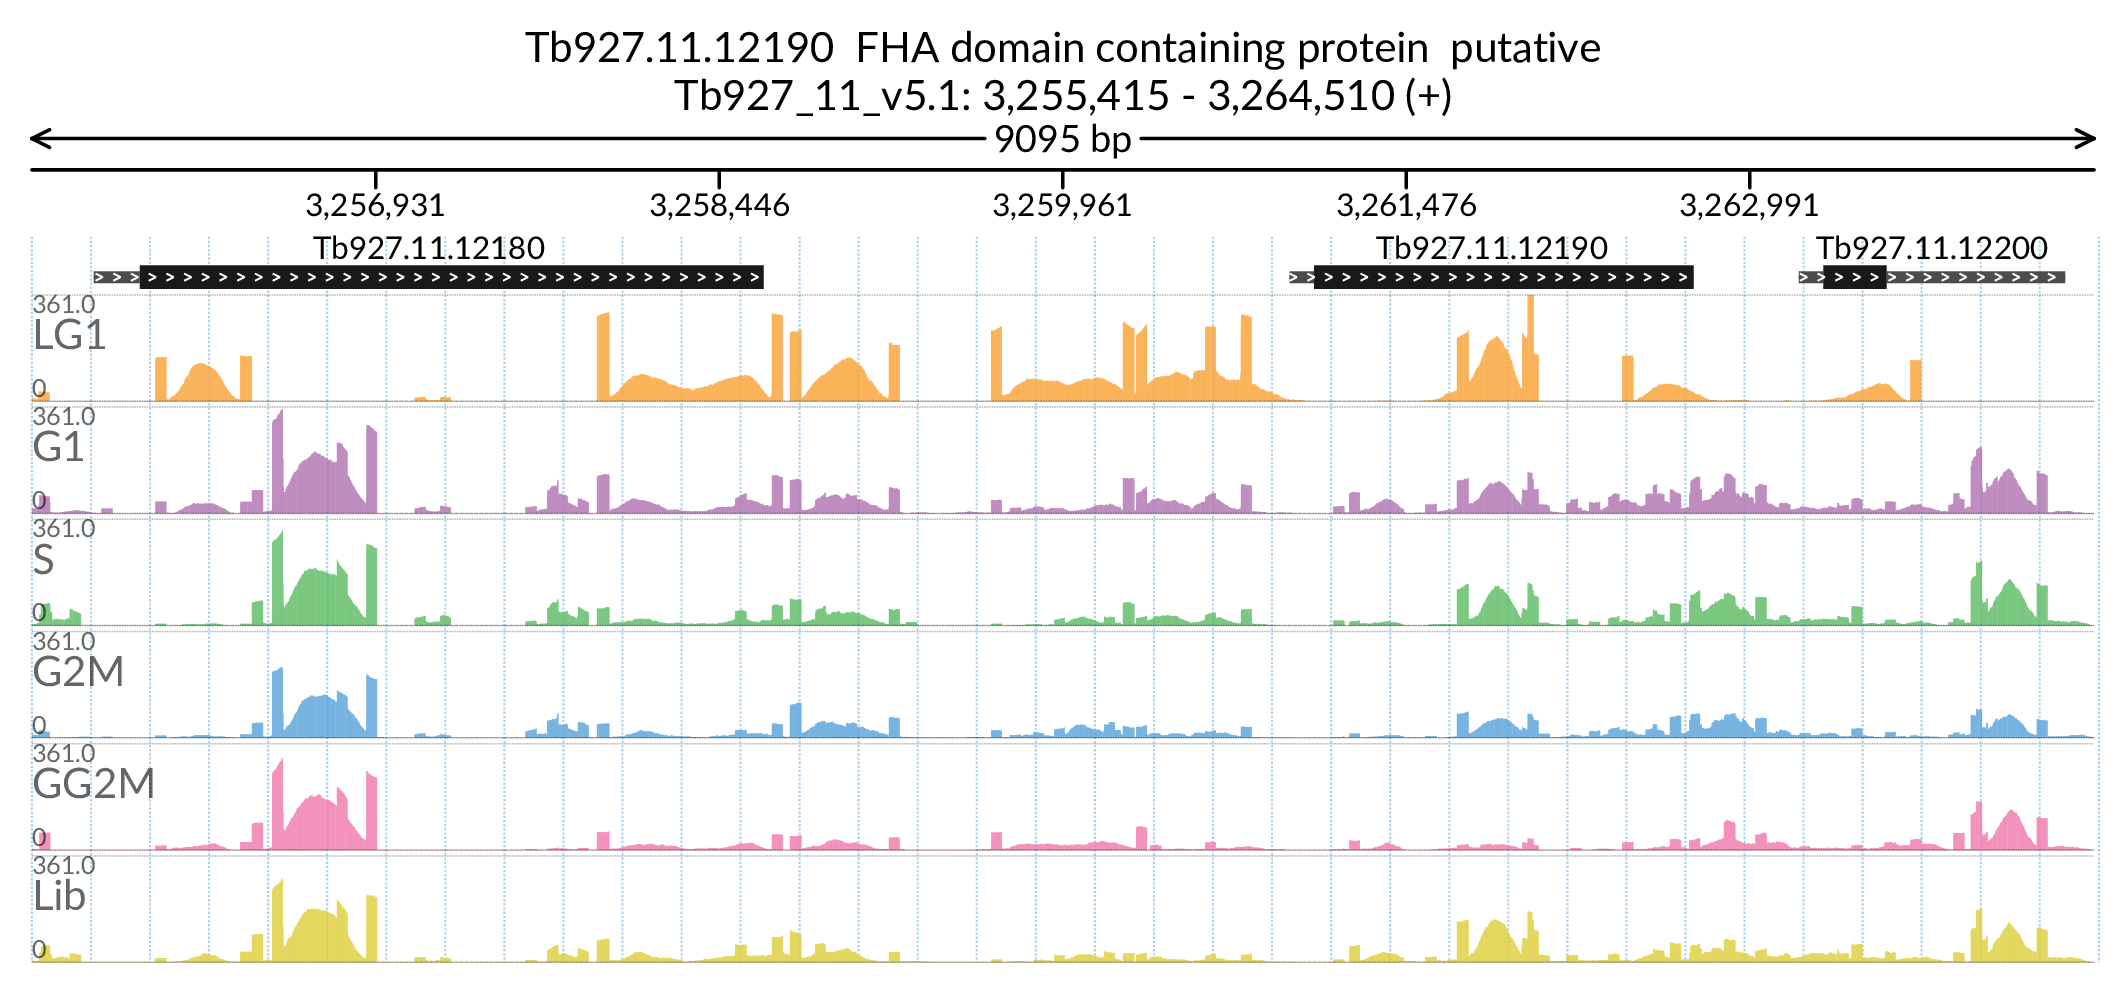 Tb927.11.12190  FHA domain containing protein  putative
Tb927_11_v5.1: 3,255,415 - 3,264,510 (+)
9095 bp
3,256,931 3,258,446 3,259,961 3,261,476 3,262,991
Tb927.11.12180 Tb927.11.12190 Tb927.11.12200
361.0
LG1
0
361.0
G1
0
361.0
S
0
361.0
G2M
0
361.0
GG2M
0
361.0
Lib
0